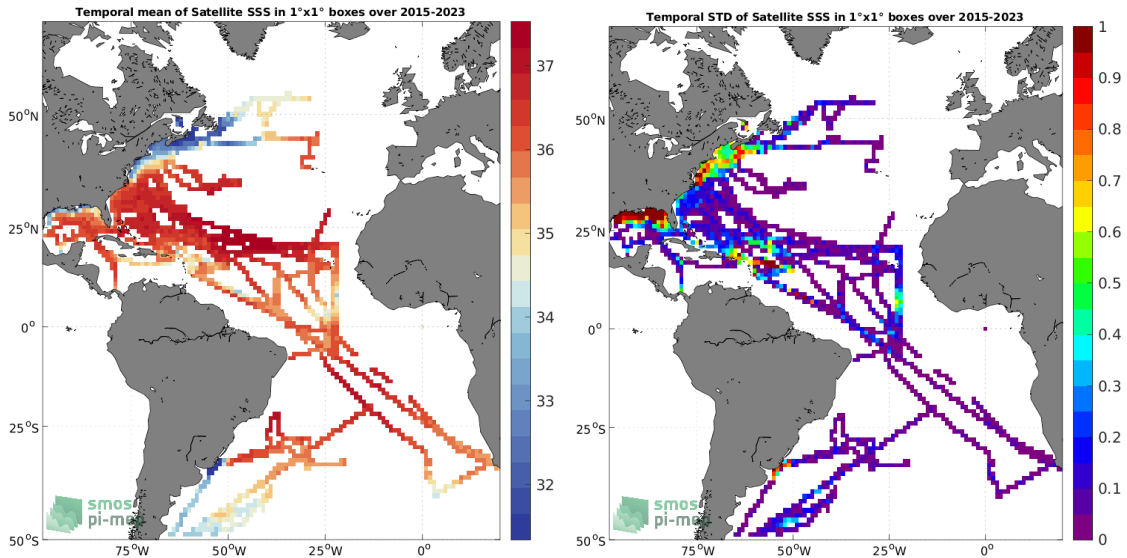 Temporal mean of Satellite SSS in 1°x1° boxes over 2015-2023
50°N
25°N
0°
25°S
50°S
75°W
50°W
25°W
0°
37
36
35
34
33
32
smos
pi-mep
Temporal STD of Satellite SSS in 1°x1° boxes over 2015-2023
50°N
25°N
0°
25°S
50°S
75°W
50°W
25°W
0°
1
0.9
0.8
0.7
0.6
0.5
0.4
0.3
0.2
0.1
0
smos
pi-mep